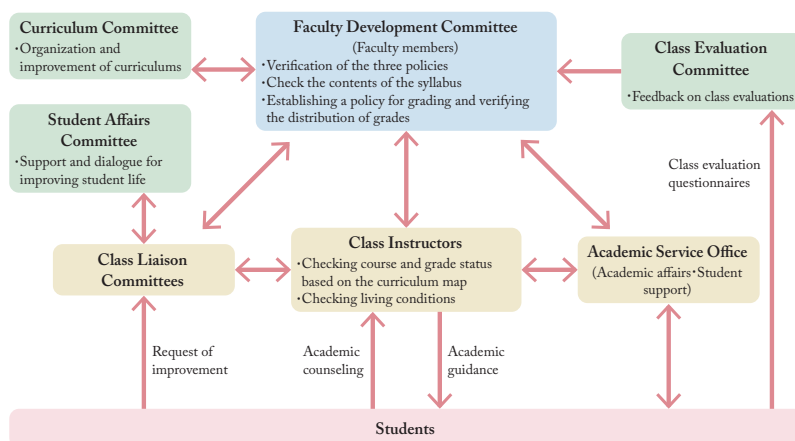 Curriculum Committee
・Organization and
improvement of curriculums
Faculty Development Committee
(Faculty members)
・Verification of the three policies
・Check the contents of the syllabus
・Establishing a policy for grading and verifying
the distribution of grades
Class Evaluation
Committee
・Feedback on class evaluations
Student Affairs
Committee
・Support and dialogue for
improving student life
Class evaluation
questionnaires
Class Liaison
Committees
Class Instructors
・Checking course and grade status
based on the curriculum map
・Checking living conditions
Academic Service Office
(Academic affairs・Student
support)
Request of
improvement
Academic
counseling
Academic
guidance
Students